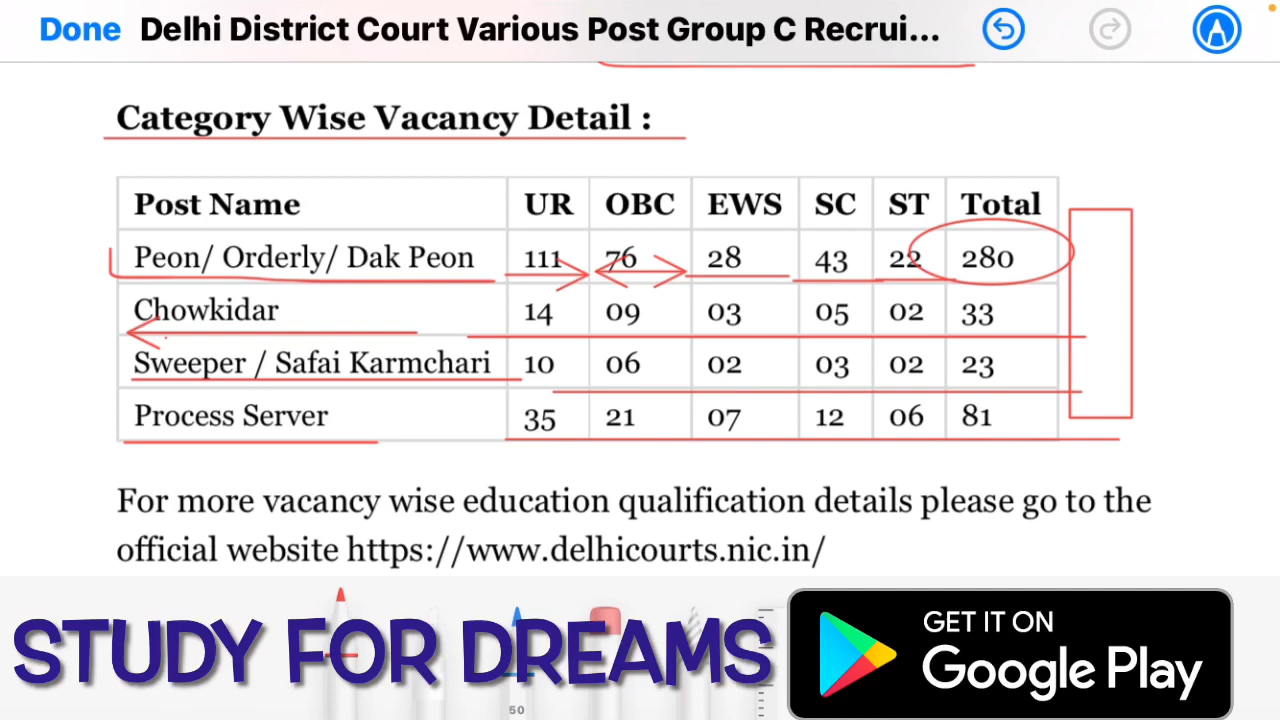 Done Delhi District Court Various Post Group C Recrui...
Category Wise Vacancy Detail :
Post Name UR OBC EWS SC ST Total
Peon/ Orderly/ Dak Peon 111 76 28 43 22 280
Chowkidar 14 09 03 05 02 33
Sweeper / Safai Karmchari 10 06 02 03 02 23
Process Server 35 21 07 12 06 81
For more vacancy wise education qualification details please go to the
official website https://www.delhicourts.nic.in/
STUDY FOR DREAMS
GET IT ON
Google Play
50